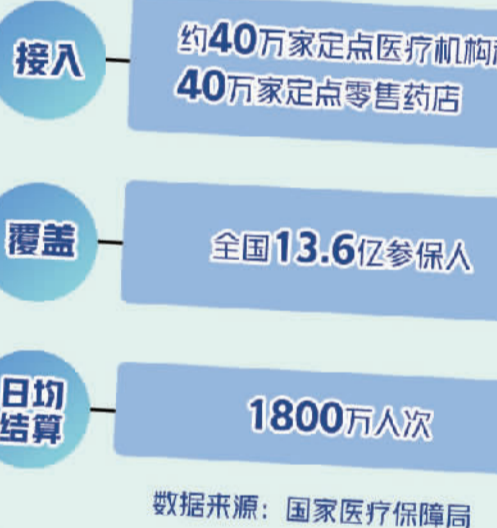 接入
约40万家定点医疗机构
40万家定点零售药店
覆盖
全国13.6亿参保人
日均
结算
1800万人次
数据来源：国家医疗保障局